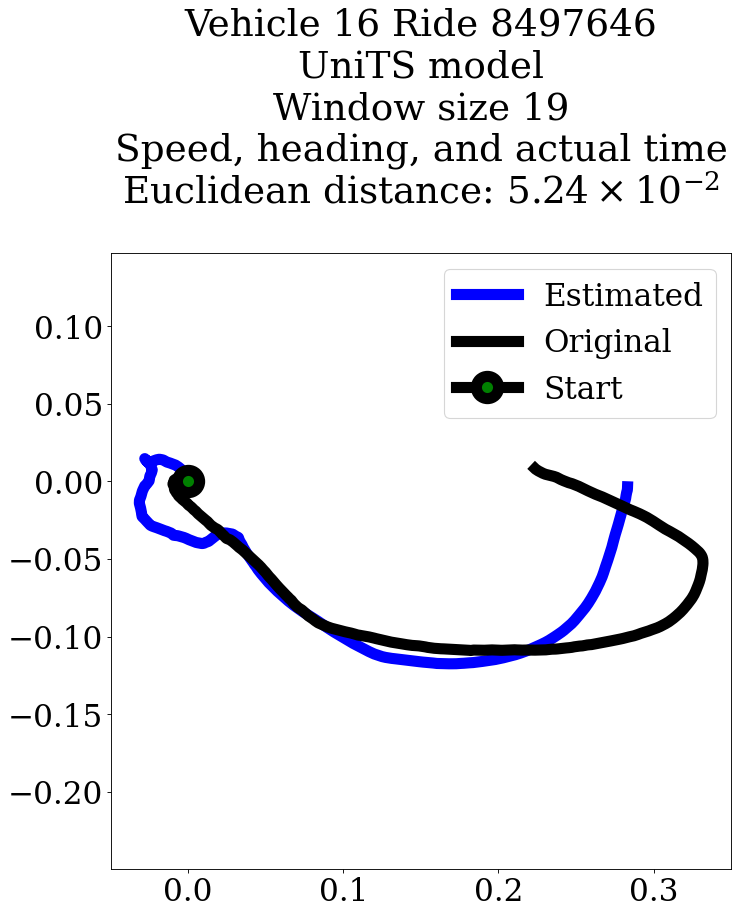 Vehicle 16 Ride 8497646
UniTS model
Window size 19
Speed, heading, and actual time
Euclidean distance: 5.24 × 10⁻²
Estimated
Original
Start
0.10
0.05
0.00
−0.05
−0.10
−0.15
−0.20
0.0 0.1 0.2 0.3